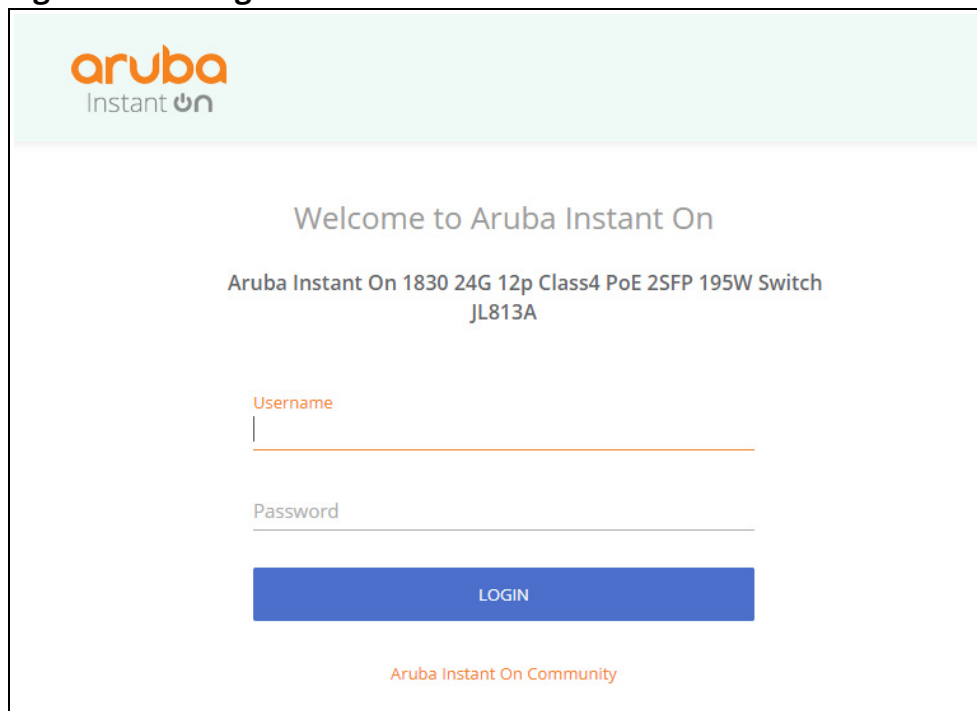 aruba
Instant On
Welcome to Aruba Instant On
Aruba Instant On 1830 24G 12p Class4 PoE 2SFP 195W Switch
JL813A
Username
Password
LOGIN
Aruba Instant On Community